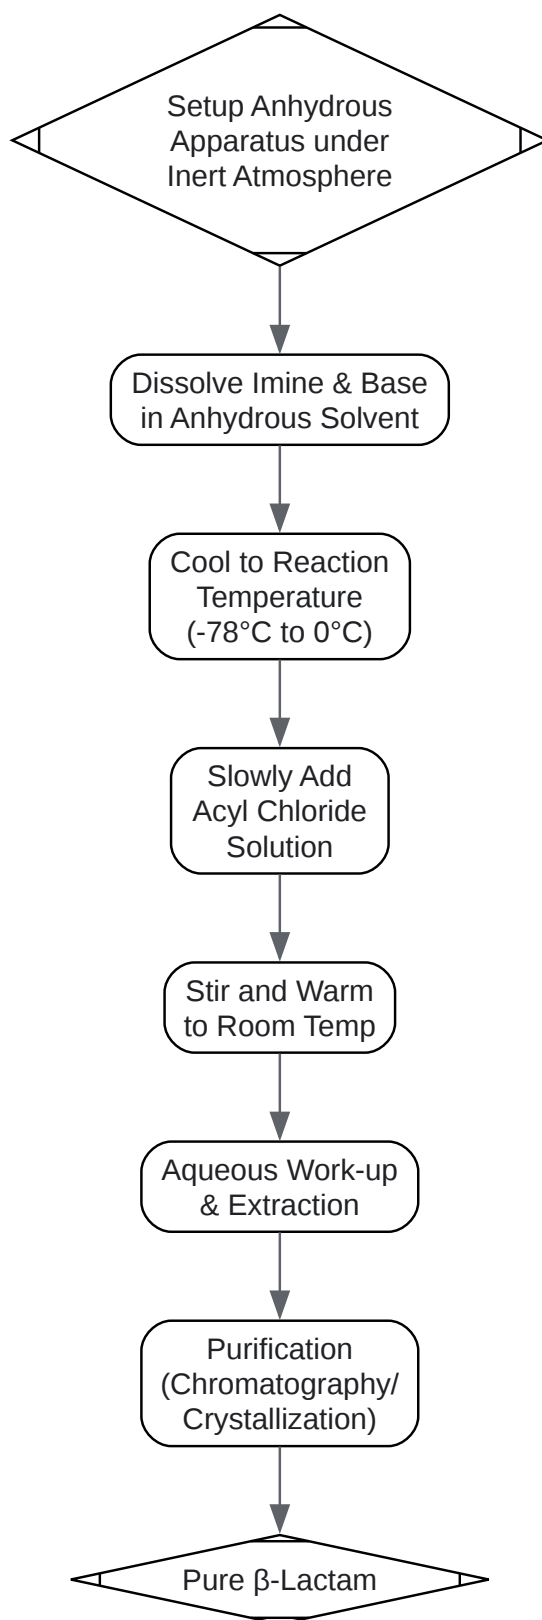 Setup Anhydrous
Apparatus under
Inert Atmosphere
Dissolve Imine & Base
in Anhydrous Solvent
Cool to Reaction
Temperature
(-78°C to 0°C)
Slowly Add
Acyl Chloride
Solution
Stir and Warm
to Room Temp
Aqueous Work-up
& Extraction
Purification
(Chromatography/
Crystallization)
Pure β-Lactam